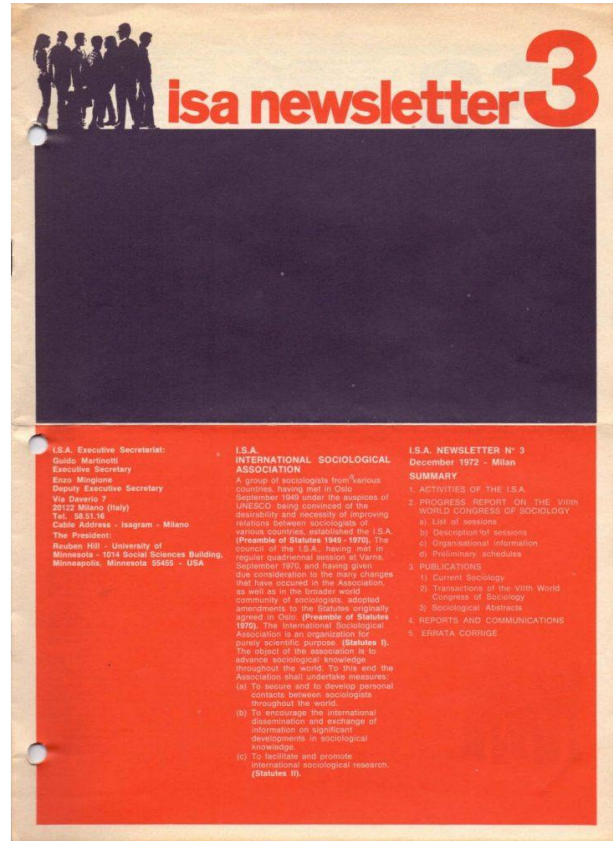 isa newsletter 3
I.S.A. Executive Secretariat:
Guido Martinotti
Executive Secretary
Enzo Mingione
Deputy Executive Secretary
Via Daverio 7
20122 Milano (Italy)
Tel. 58.51.16
Cable Address - Isagram - Milano
The President:
Reuben Hill - University of
Minnesota - 1014 Social Sciences Building,
Minneapolis, Minnesota 55455 - USA
I.S.A.
INTERNATIONAL SOCIOLOGICAL
ASSOCIATION
A group of sociologists from various
countries, having met in Oslo
September 1949 under the auspices of
UNESCO being convinced of the
desirability and necessity of improving
relations between sociologists of
various countries, established the I.S.A.
(Preamble of Statutes 1949 - 1970). The
council of the I.S.A., having met in
regular quadriennal session at Varna,
September 1970, and having given
due consideration to the many changes
that have occured in the Association,
as well as in the broader world
community of sociologists, adopted
amendments to the Statutes originally
agreed in Oslo. (Preamble of Statutes
1970). The International Sociological
Association is an organization for
purely scientific purpose. (Statutes I).
The object of the association is to
advance sociological knowledge
throughout the world. To this end the
Association shall undertake measures:
(a) To secure and to develop personal
contacts between sociologists
throughout the world.
(b) To encourage the international
dissemination and exchange of
information on significant
developments in sociological
knowledge.
(c) To facilitate and promote
international sociological research.
(Statutes II).
I.S.A. NEWSLETTER N° 3
December 1972 - Milan
SUMMARY
1. ACTIVITIES OF THE I.S.A.
2. PROGRESS REPORT ON THE VIIIth
WORLD CONGRESS OF SOCIOLOGY
a) List of sessions
b) Description of sessions
c) Organisational information
d) Preliminary schedules
3. PUBLICATIONS
1) Current Sociology
2) Transactions of the VIIth World
Congress of Sociology
3) Sociological Abstracts
4. REPORTS AND COMMUNICATIONS
5. ERRATA CORRIGE